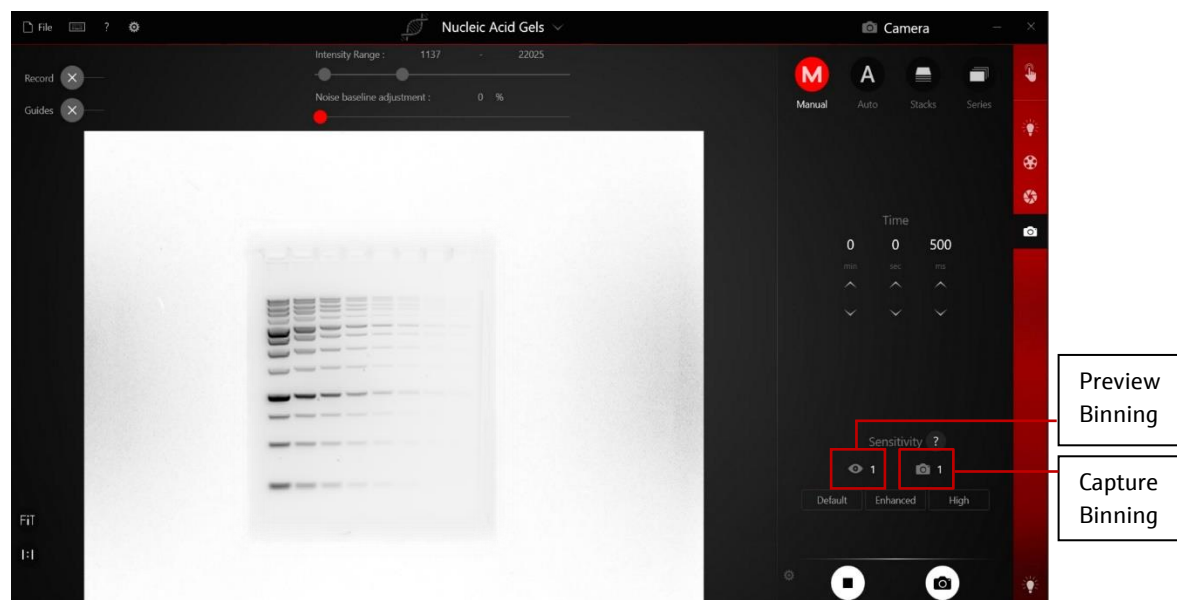 File ? Nucleic Acid Gels Camera
Intensity Range : 1137 - 22025
Record
Noise baseline adjustment : 0 %
Guides
M A
Manual Auto Stacks Series
Time
0 0 500
min sec ms
Preview
Binning
Sensitivity ?
1 1
Capture
Binning
Default Enhanced High
FiT
1:1